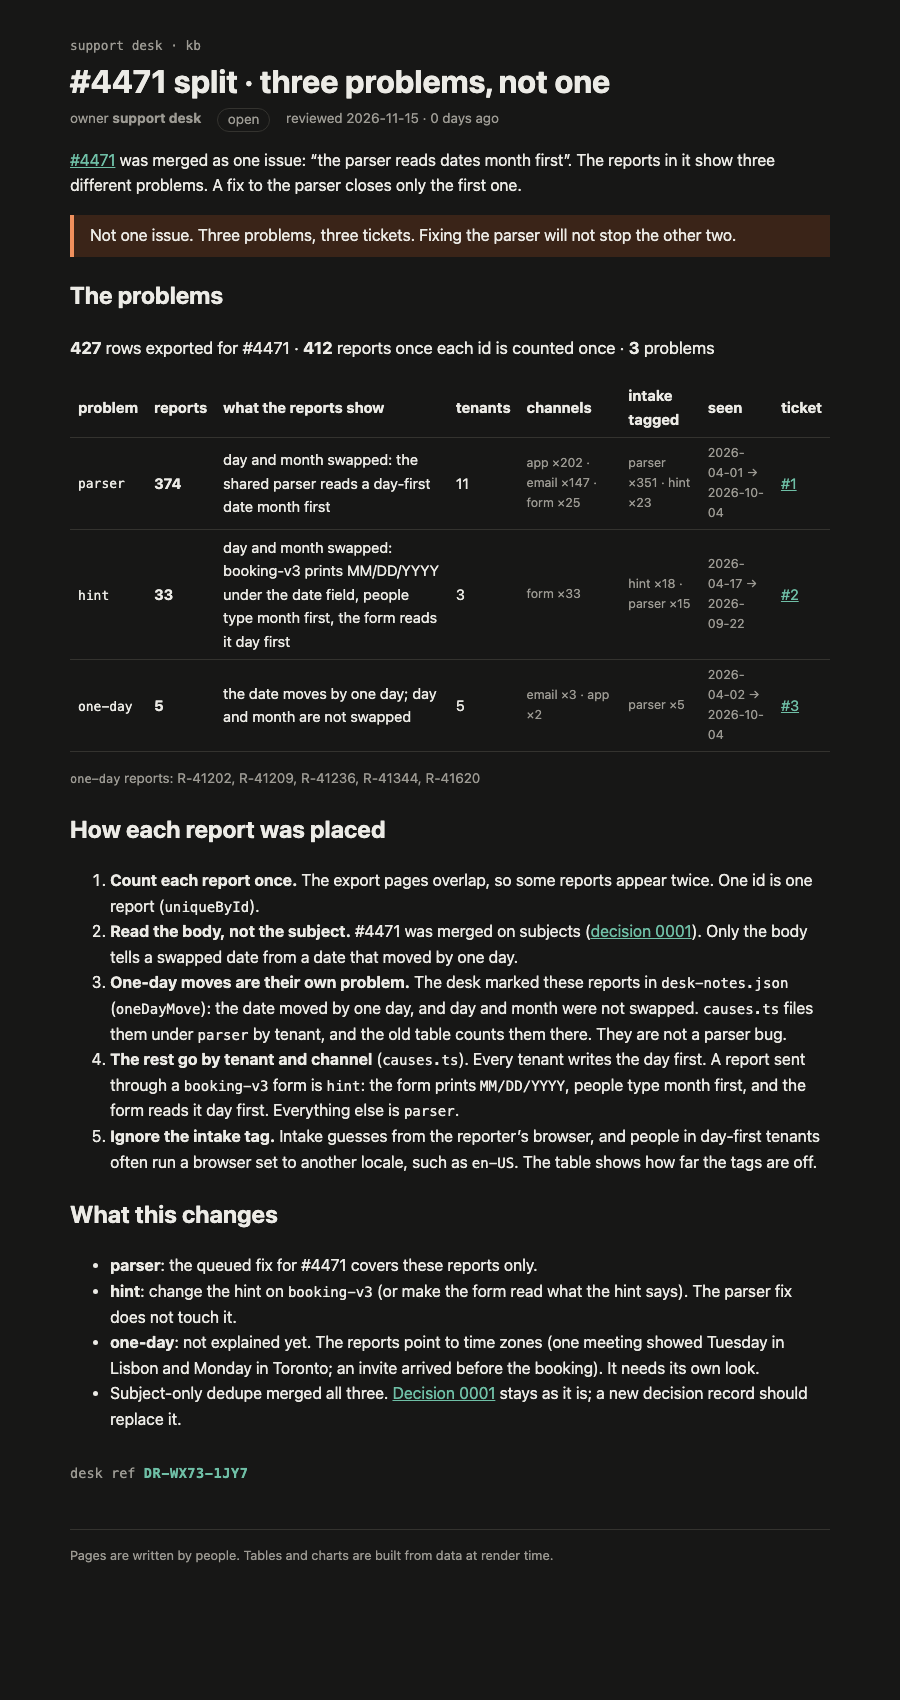 support desk · kb
#4471 split · three problems, not one
owner support desk open reviewed 2026-11-15 · 0 days ago
#4471 was merged as one issue: “the parser reads dates month first”. The reports in it show three
different problems. A fix to the parser closes only the first one.
Not one issue. Three problems, three tickets. Fixing the parser will not stop the other two.
The problems
427 rows exported for #4471 · 412 reports once each id is counted once · 3 problems
problem reports what the reports show tenants channels intake tagged seen ticket
parser 374 day and month swapped: the shared parser reads a day-first date month first 11 app ×202 · email ×147 · form ×25 parser ×351 · hint ×23 2026-04-01 → 2026-10-04 #1
hint 33 day and month swapped: booking-v3 prints MM/DD/YYYY under the date field, people type month first, the form reads it day first 3 form ×33 hint ×18 · parser ×15 2026-04-17 → 2026-09-22 #2
one-day 5 the date moves by one day; day and month are not swapped 5 email ×3 · app ×2 parser ×5 2026-04-02 → 2026-10-04 #3
one-day reports: R-41202, R-41209, R-41236, R-41344, R-41620
How each report was placed
1. Count each report once. The export pages overlap, so some reports appear twice. One id is one
report (uniqueById).
2. Read the body, not the subject. #4471 was merged on subjects (decision 0001). Only the body
tells a swapped date from a date that moved by one day.
3. One-day moves are their own problem. The desk marked these reports in desk-notes.json
(oneDayMove): the date moved by one day, and day and month were not swapped. causes.ts files
them under parser by tenant, and the old table counts them there. They are not a parser bug.
4. The rest go by tenant and channel (causes.ts). Every tenant writes the day first. A report sent
through a booking-v3 form is hint: the form prints MM/DD/YYYY, people type month first, and the
form reads it day first. Everything else is parser.
5. Ignore the intake tag. Intake guesses from the reporter’s browser, and people in day-first tenants
often run a browser set to another locale, such as en-US. The table shows how far the tags are off.
What this changes
• parser: the queued fix for #4471 covers these reports only.
• hint: change the hint on booking-v3 (or make the form read what the hint says). The parser fix
does not touch it.
• one-day: not explained yet. The reports point to time zones (one meeting showed Tuesday in
Lisbon and Monday in Toronto; an invite arrived before the booking). It needs its own look.
• Subject-only dedupe merged all three. Decision 0001 stays as it is; a new decision record should
replace it.
desk ref DR-WX73-1JY7
Pages are written by people. Tables and charts are built from data at render time.